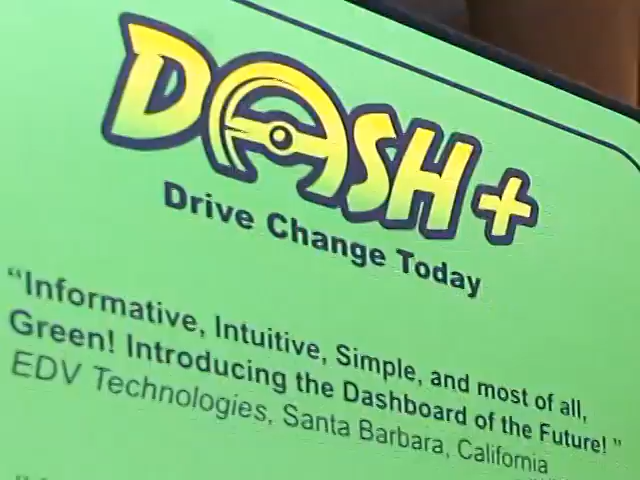 DASH+
Drive Change Today
"Informative, Intuitive, Simple, and most of all,
Green! Introducing the Dashboard of the Future! "
EDV Technologies, Santa Barbara, California